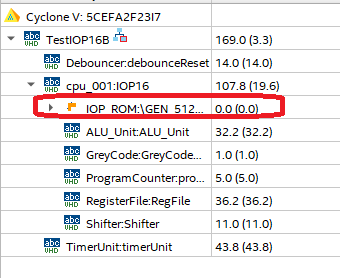 Cyclone V: 5CEFA2F23I7
abc VHD TestIOP16B 169.0 (3.3)
abc VHD Debouncer:debounceReset 14.0 (14.0)
abc VHD cpu_001:IOP16 107.8 (19.6)
IOP_ROM:\GEN_512... 0.0 (0.0)
abc VHD ALU_Unit:ALU_Unit 32.2 (32.2)
abc VHD GreyCode:GreyCode... 1.0 (1.0)
abc VHD ProgramCounter:pro... 5.0 (5.0)
abc VHD RegisterFile:RegFile 36.2 (36.2)
abc VHD Shifter:Shifter 11.0 (11.0)
abc VHD TimerUnit:timerUnit 43.8 (43.8)